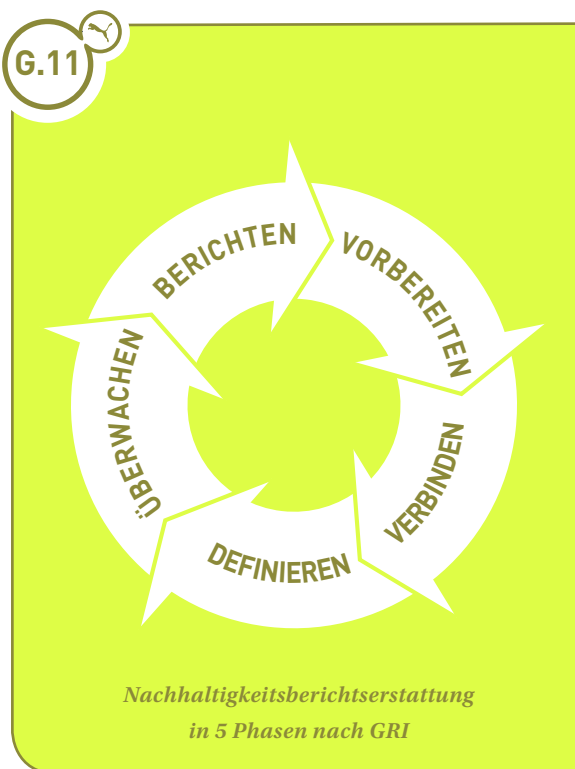 G.11
BERICHTEN
VORBEREITEN
VERBINDEN
DEFINIEREN
ÜBERWACHEN
Nachhaltigkeitsberichtserstattung
in 5 Phasen nach GRI